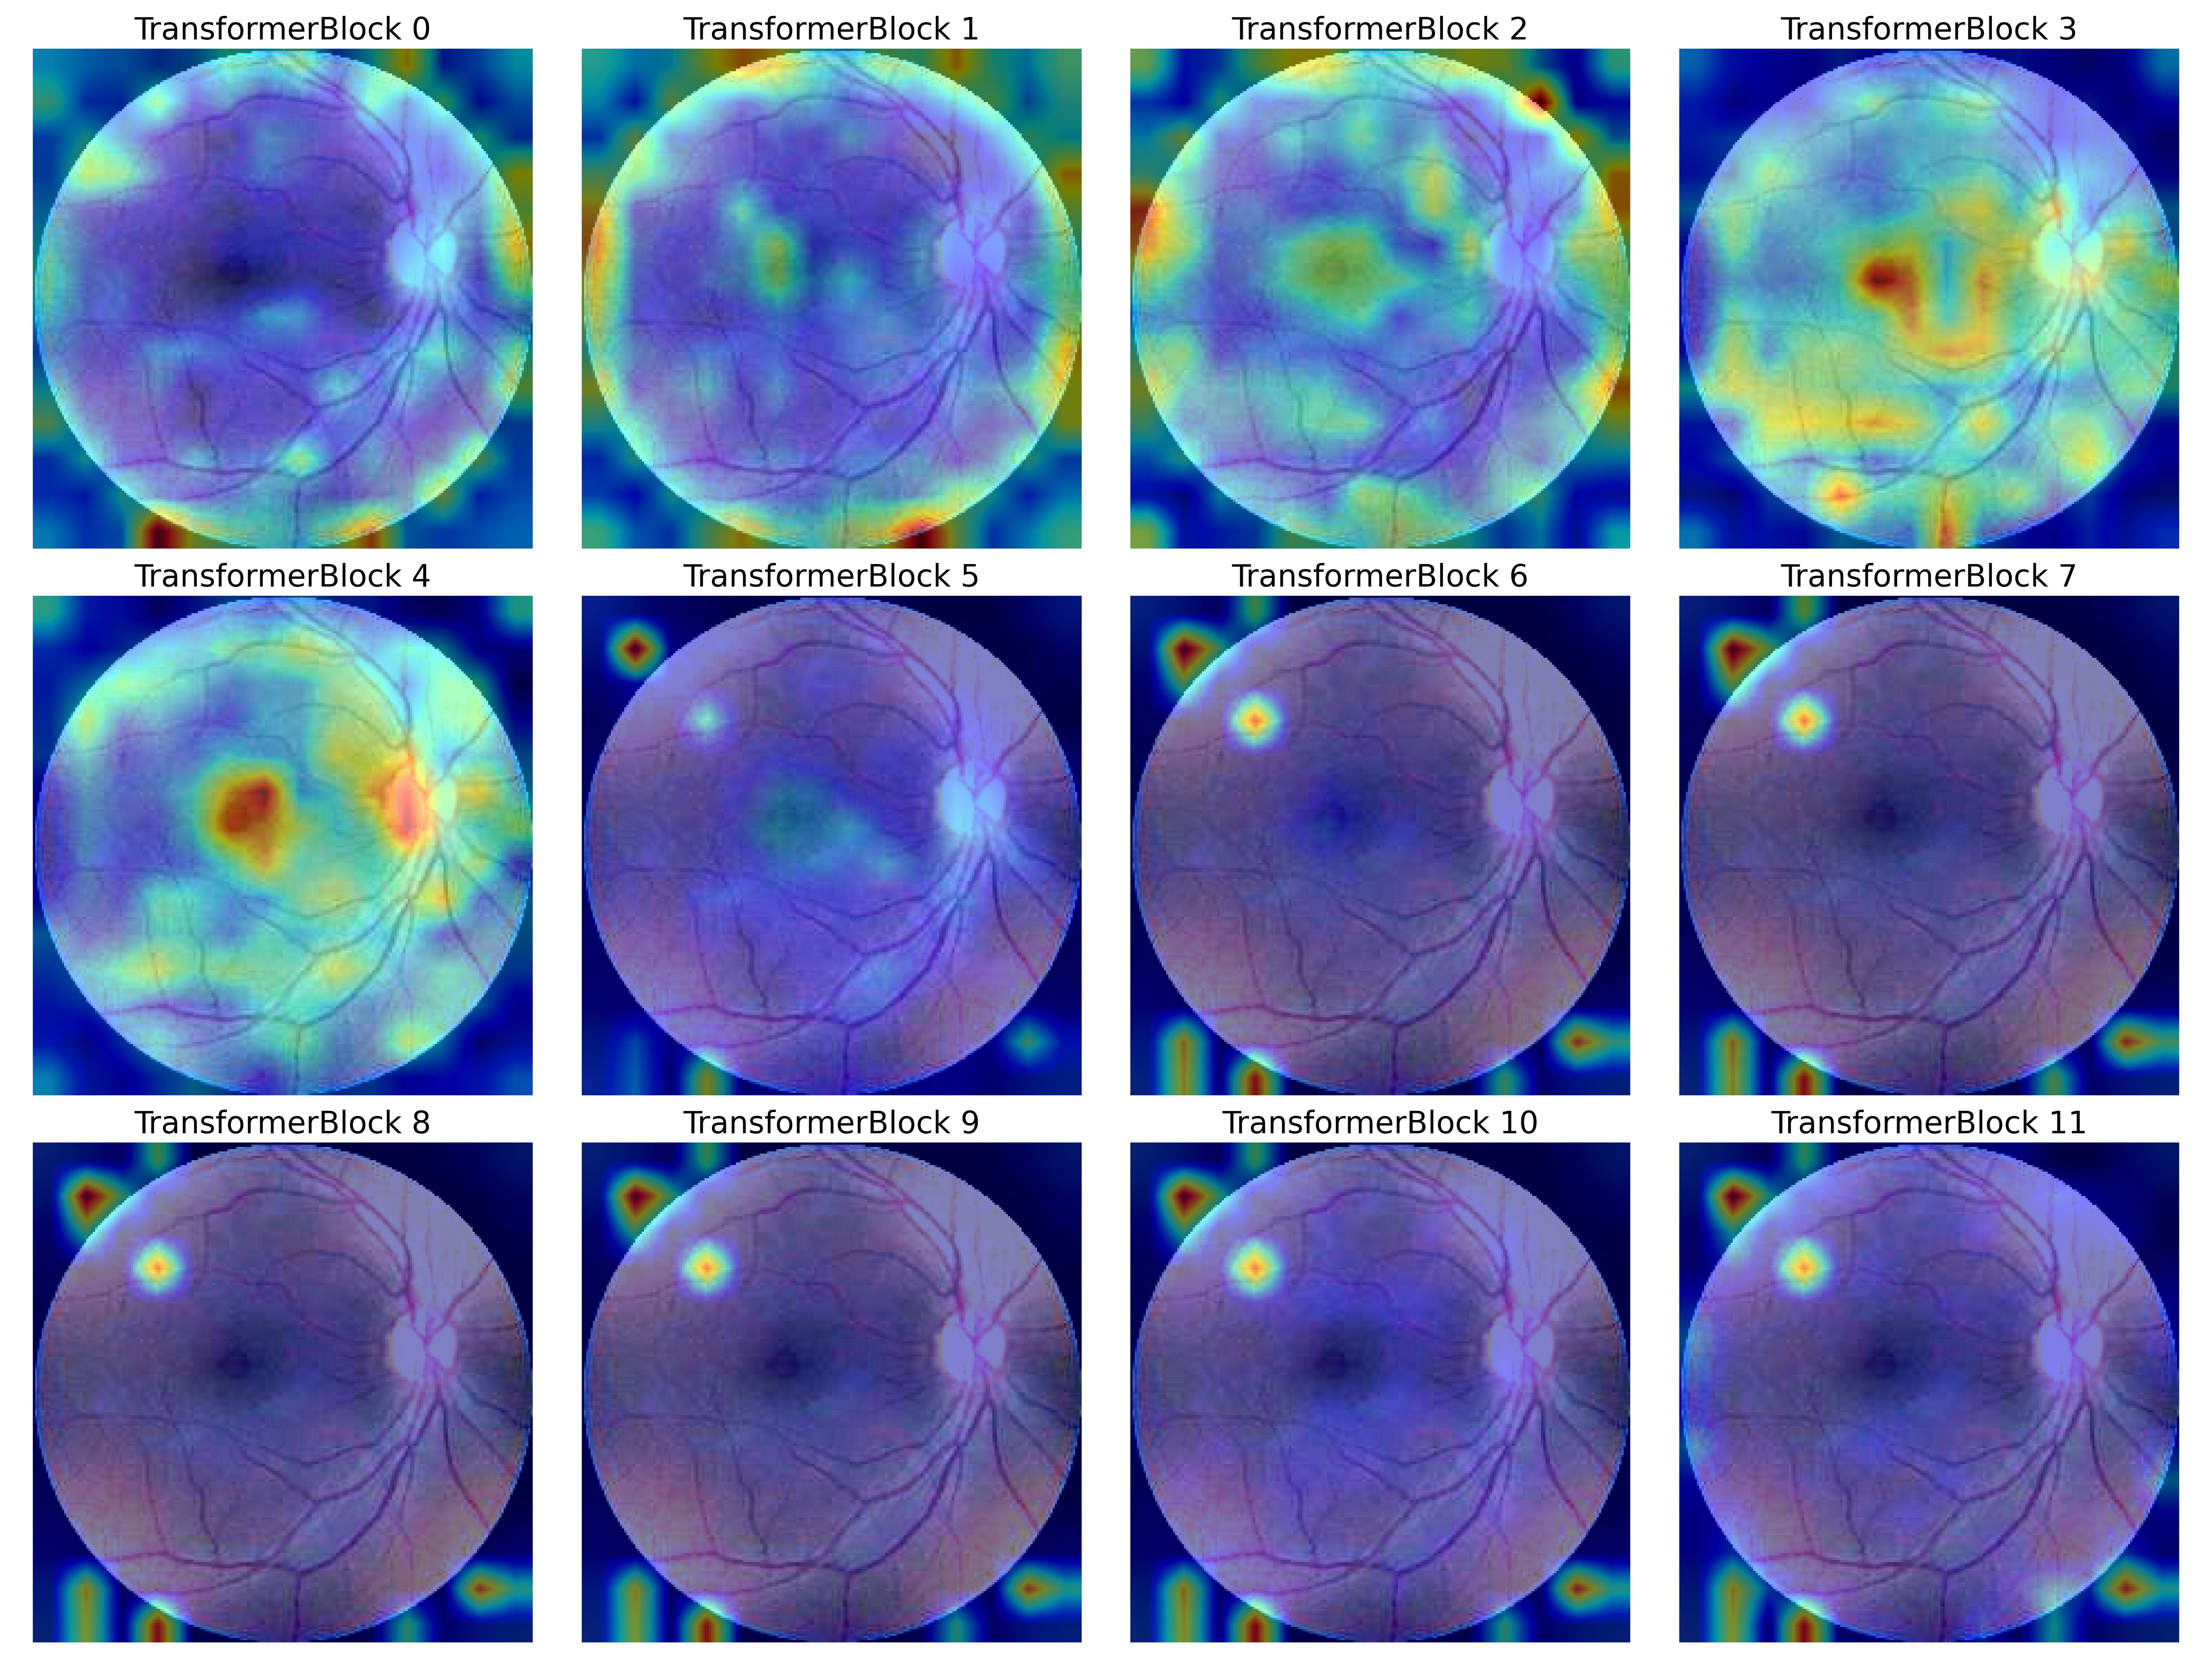 TransformerBlock 0
TransformerBlock 1
TransformerBlock 2
TransformerBlock 3
TransformerBlock 4
TransformerBlock 5
TransformerBlock 6
TransformerBlock 7
TransformerBlock 8
TransformerBlock 9
TransformerBlock 10
TransformerBlock 11